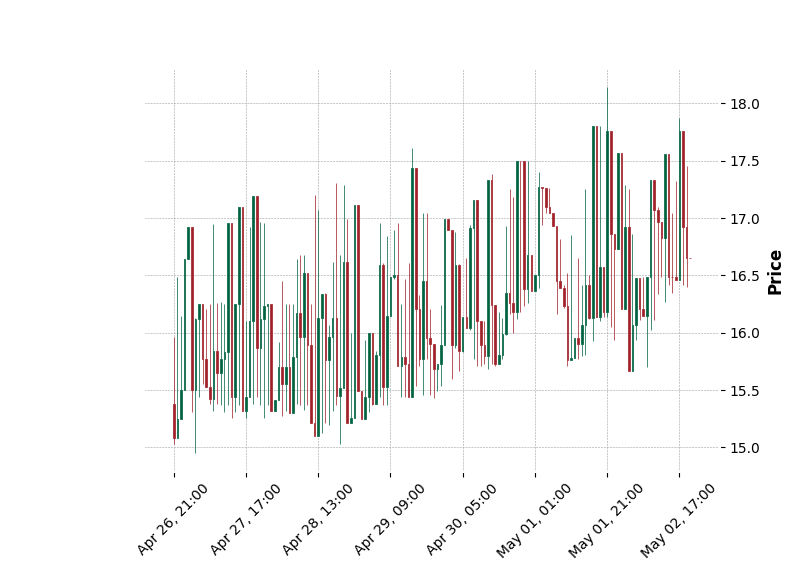 18.0
17.5
17.0
16.5
16.0
15.5
15.0
Price
Apr 26, 21:00
Apr 27, 17:00
Apr 28, 13:00
Apr 29, 09:00
Apr 30, 05:00
May 01, 01:00
May 01, 21:00
May 02, 17:00